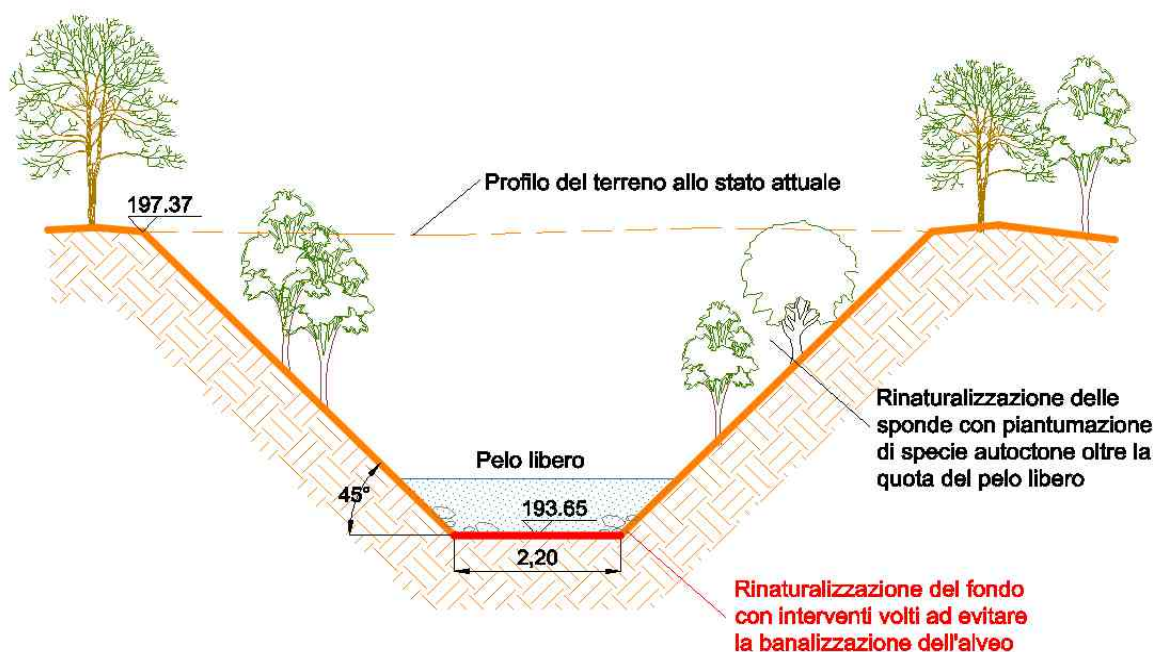 Profilo del terreno allo stato attuale
197.37
Rinaturalizzazione delle
sponde con piantumazione
di specie autoctone oltre la
quota del pelo libero
Pelo libero
45°
193.65
2,20
Rinaturalizzazione del fondo
con interventi volti ad evitare
la banalizzazione dell'alveo